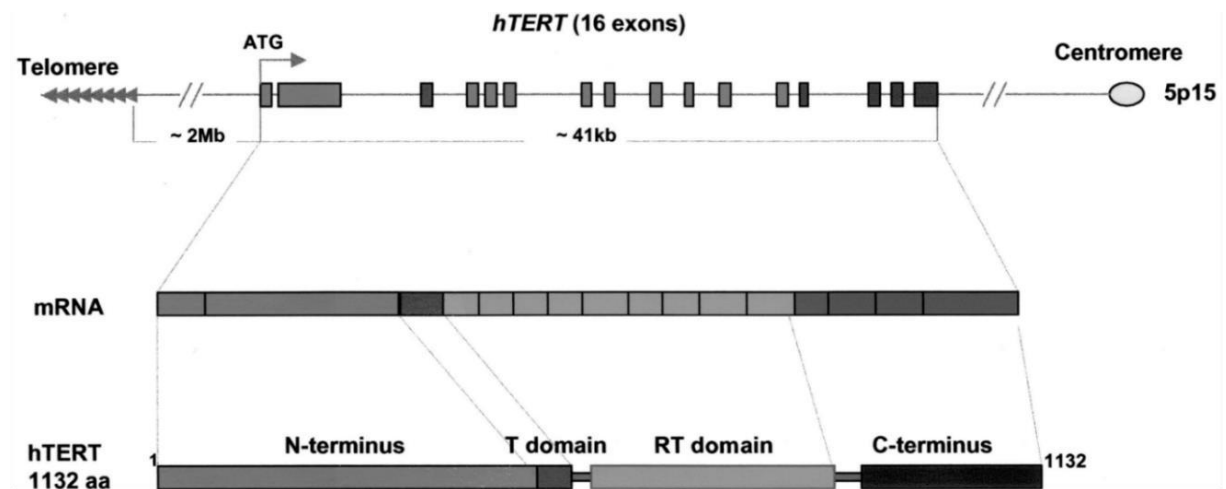 hTERT (16 exons)
ATG
Telomere
Centromere
5p15
~ 2Mb
~ 41kb
mRNA
hTERT
1132 aa
1
N-terminus
T domain
RT domain
C-terminus
1132